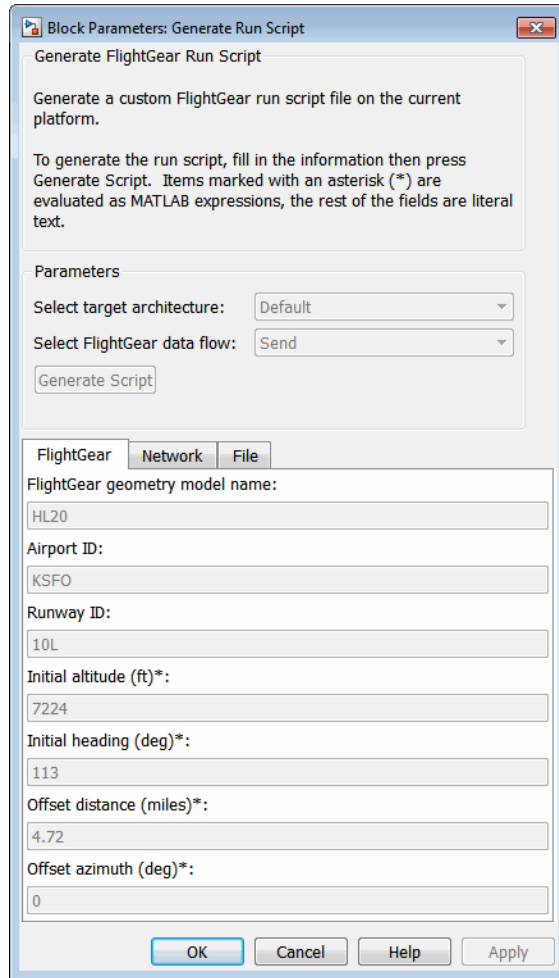 Block Parameters: Generate Run Script
Generate FlightGear Run Script
Generate a custom FlightGear run script file on the current
platform.
To generate the run script, fill in the information then press
Generate Script.  Items marked with an asterisk (*) are
evaluated as MATLAB expressions, the rest of the fields are literal
text.
Parameters
Select target architecture: Default
Select FlightGear data flow: Send
Generate Script
FlightGear Network File
FlightGear geometry model name:
HL20
Airport ID:
KSFO
Runway ID:
10L
Initial altitude (ft)*:
7224
Initial heading (deg)*:
113
Offset distance (miles)*:
4.72
Offset azimuth (deg)*:
0
OK Cancel Help Apply